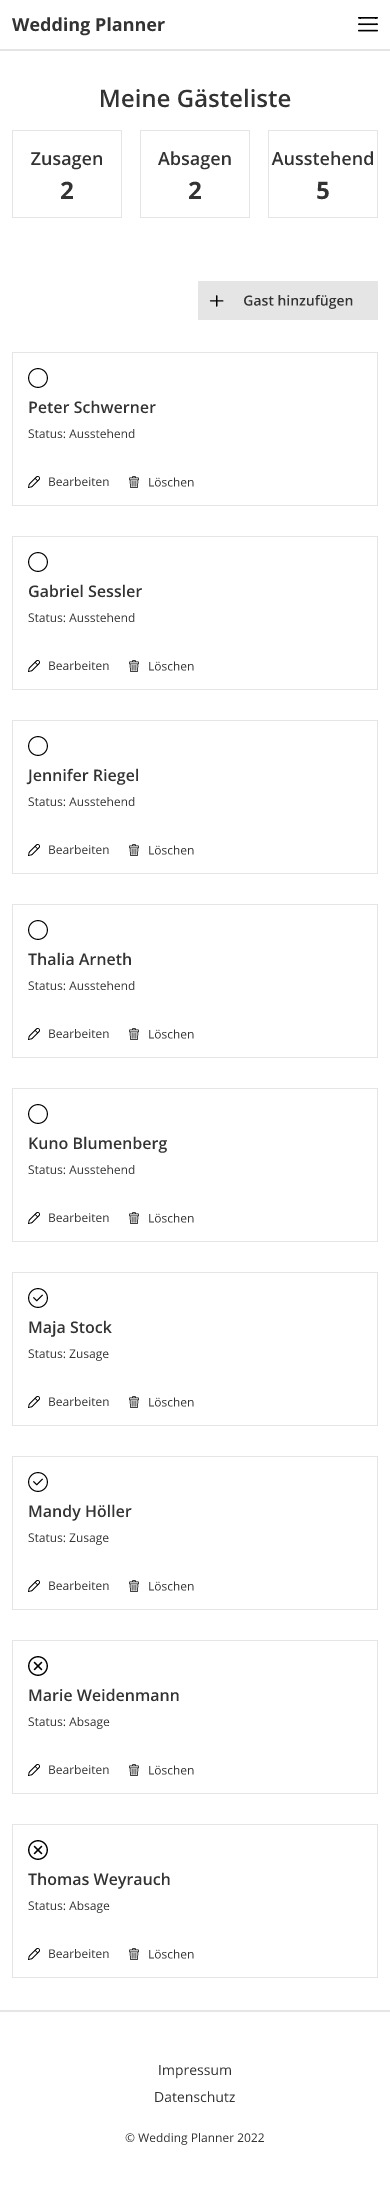 Wedding Planner
Meine Gästeliste
Zusagen
2
Absagen
2
Ausstehend
5
Gast hinzufügen
Peter Schwerner
Status: Ausstehend
Bearbeiten Löschen
Gabriel Sessler
Status: Ausstehend
Bearbeiten Löschen
Jennifer Riegel
Status: Ausstehend
Bearbeiten Löschen
Thalia Arneth
Status: Ausstehend
Bearbeiten Löschen
Kuno Blumenberg
Status: Ausstehend
Bearbeiten Löschen
Maja Stock
Status: Zusage
Bearbeiten Löschen
Mandy Höller
Status: Zusage
Bearbeiten Löschen
Marie Weidenmann
Status: Absage
Bearbeiten Löschen
Thomas Weyrauch
Status: Absage
Bearbeiten Löschen
Impressum
Datenschutz
© Wedding Planner 2022